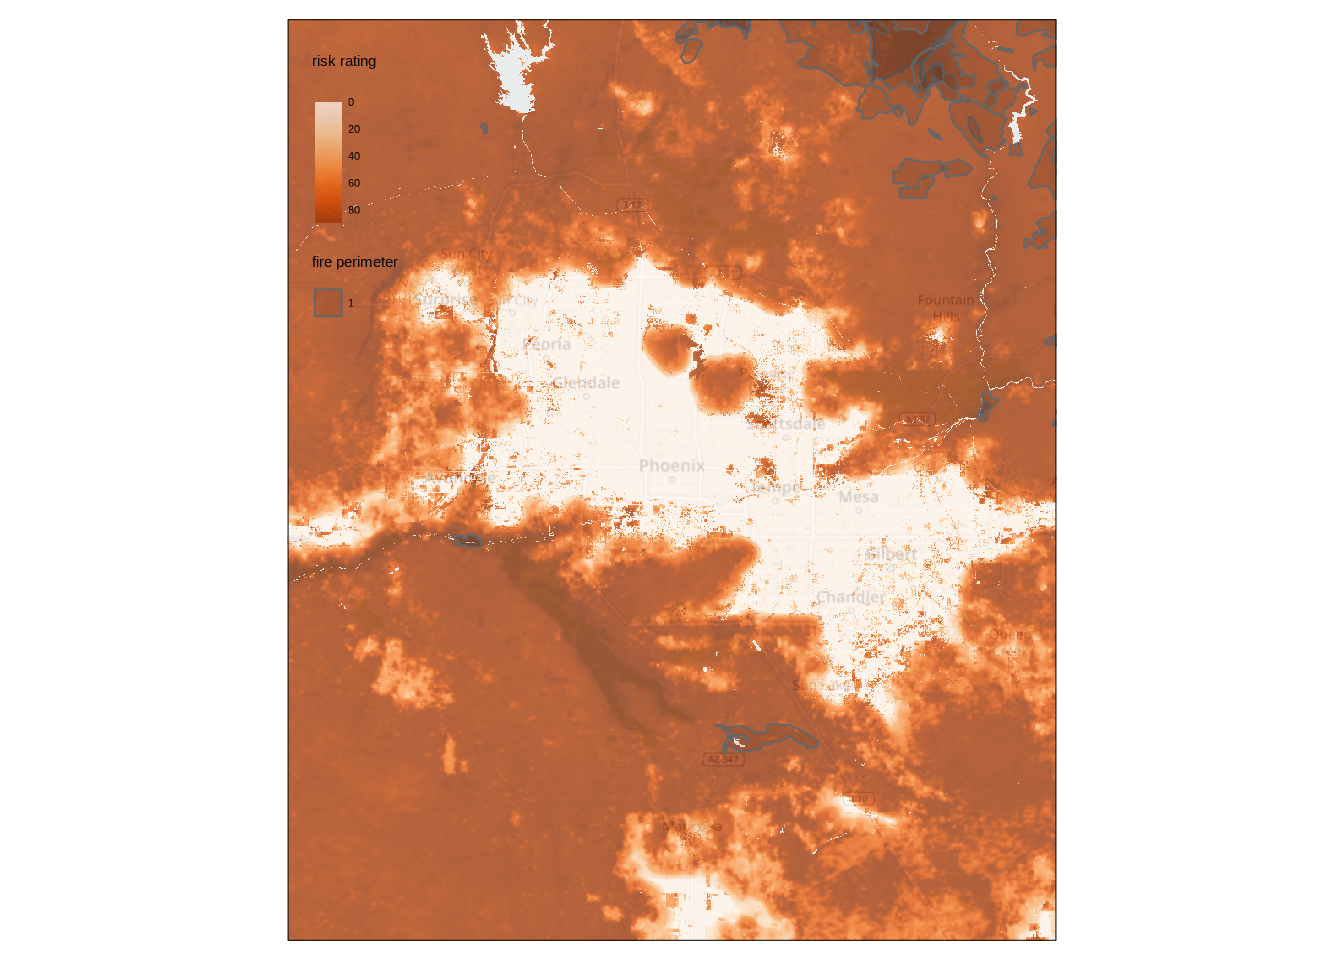 risk rating
0
20
40
60
80
I 17
Sun City
fire perimeter
1
Surprise
Sun City
Fountain
Hills
Peoria
Glendale
Scottsdale
Phoenix
Tempe
Mesa
Gilbert
Chandler
Queen
Creek
AZ 347
Maricopa